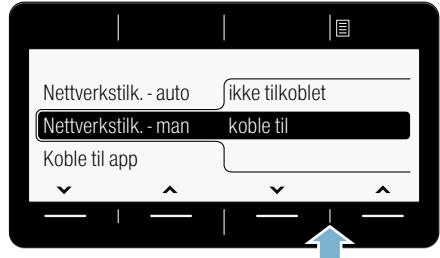 Nettverkstilk. - auto ikke tilkoblet
Nettverkstilk. - man koble til
Koble til app